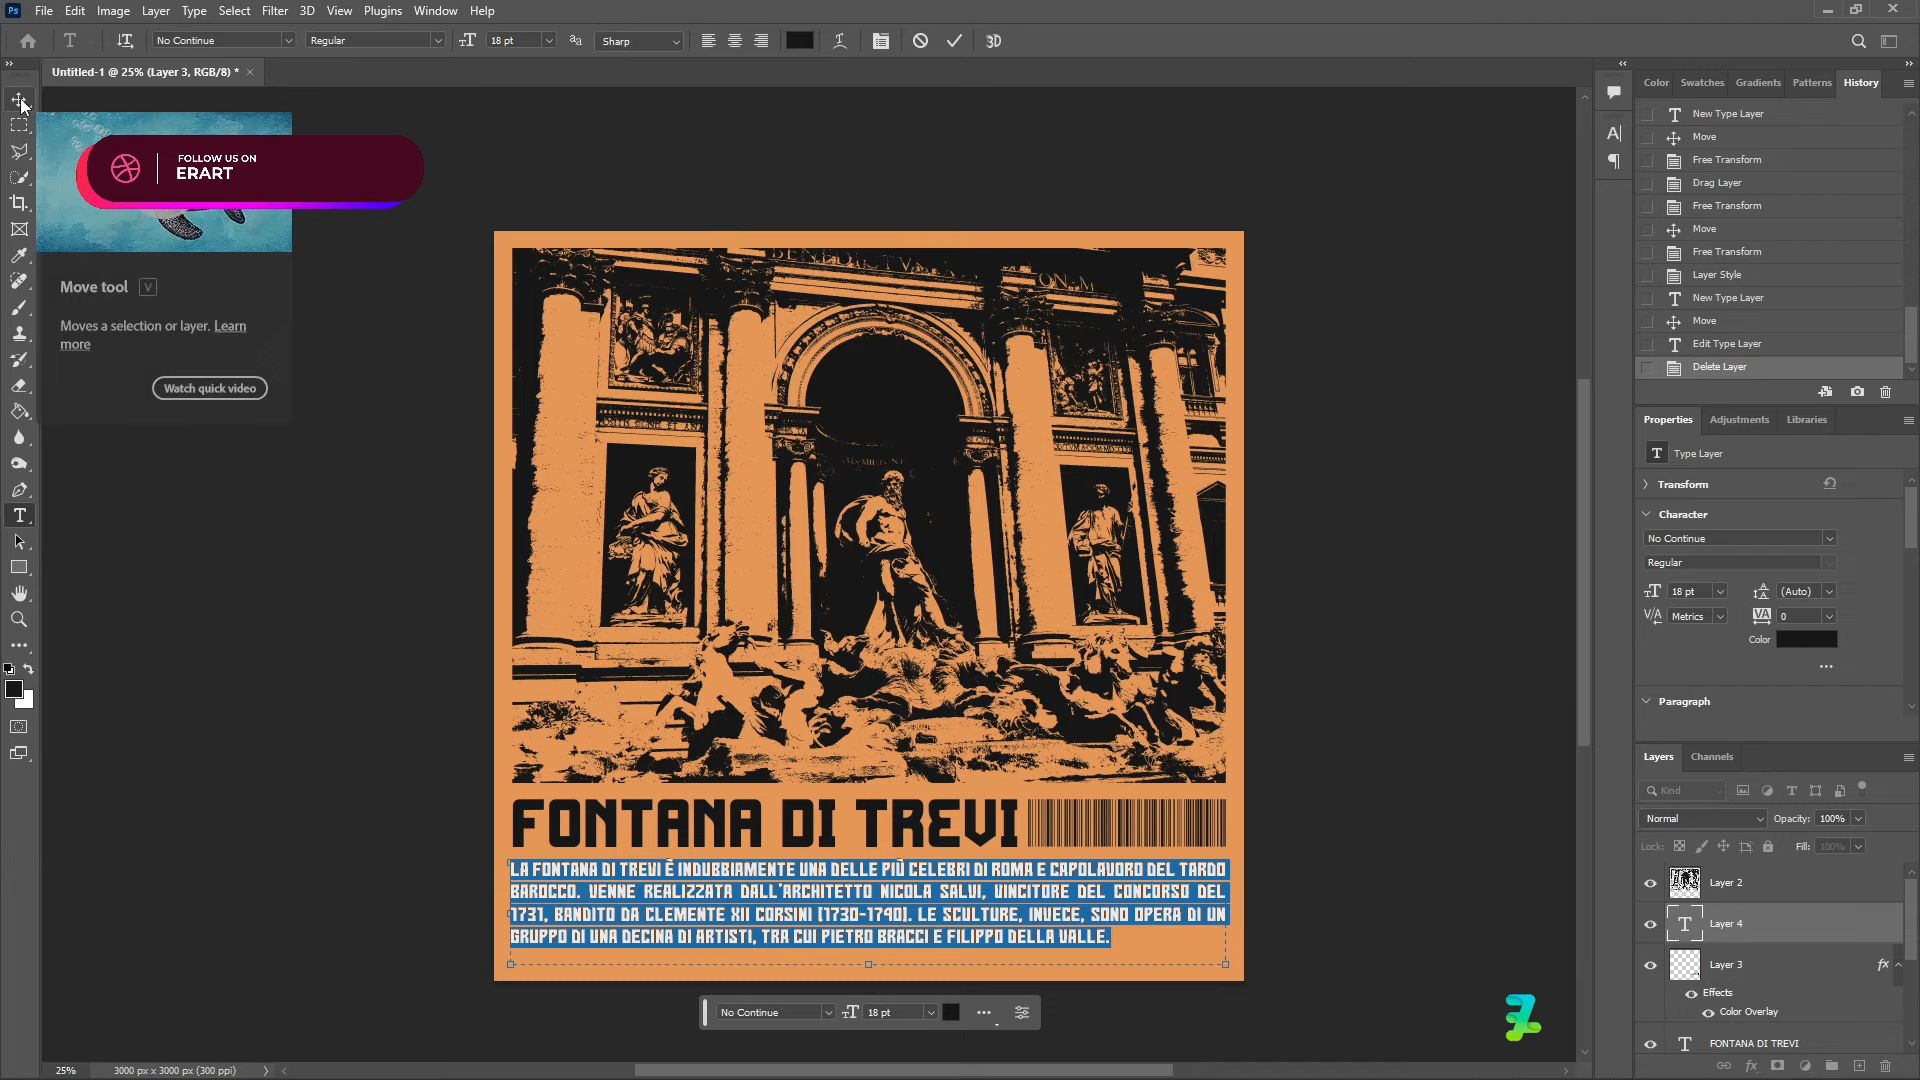 Ps File Edit Image Layer Type Select Filter 3D View Plugins Window Help
No Continue Regular 18 pt Sharp 3D
Untitled-1 @ 25% (Layer 3, RGB/8) *
FOLLOW US ON
ERART
Move tool V
Moves a selection or layer. Learn
more
Watch quick video
FONTANA DI TREVI
LA FONTANA DI TREVI È INDUBBIAMENTE UNA DELLE PIÙ CELEBRI DI ROMA E CAPOLAVORO DEL TARDO
BAROCCO. VENNE REALIZZATA DALL'ARCHITETTO NICOLA SALVI, VINCITORE DEL CONCORSO DEL
1731, BANDITO DA CLEMENTE XII CORSINI (1730-1740). LE SCULTURE, INVECE, SONO OPERA DI UN
GRUPPO DI UNA DECINA DI ARTISTI, TRA CUI PIETRO BRACCI E FILIPPO DELLA VALLE.
No Continue 18 pt
25% 3000 px x 3000 px (300 ppi)
Color Swatches Gradients Patterns History
New Type Layer
Move
Free Transform
Drag Layer
Free Transform
Move
Free Transform
Layer Style
New Type Layer
Move
Edit Type Layer
Delete Layer
Properties Adjustments Libraries
Type Layer
Transform
Character
No Continue
Regular
18 pt (Auto)
Metrics 0
Color
Paragraph
Layers Channels
Kind
Normal Opacity: 100%
Lock: Fill: 100%
Layer 2
Layer 4
Layer 3 fx
Effects
Color Overlay
FONTANA DI TREVI